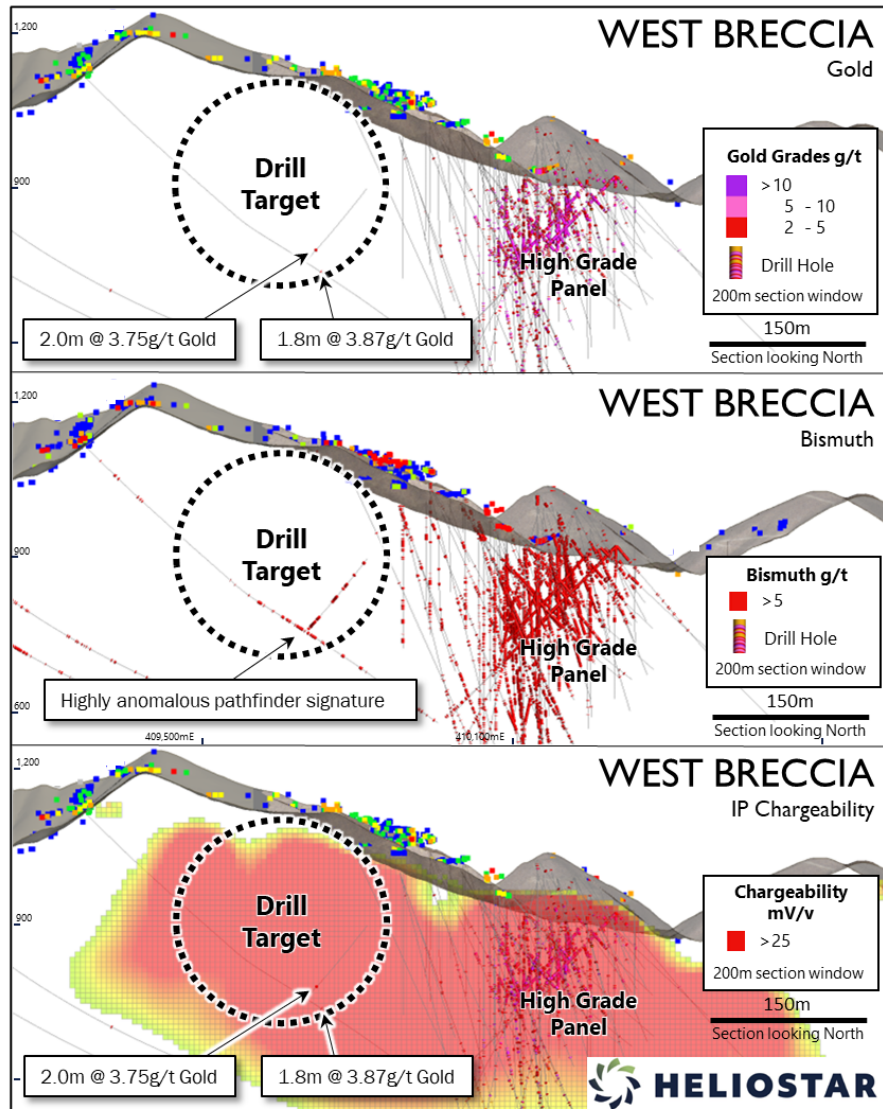 WEST BRECCIA
Gold
1,200
900
Drill
Target
High Grade
Panel
Gold Grades g/t
>10
5 - 10
2 - 5
Drill Hole
200m section window
150m
Section looking North
2.0m @ 3.75g/t Gold
1.8m @ 3.87g/t Gold
WEST BRECCIA
Bismuth
1,200
900
600
Drill
Target
High Grade
Panel
Bismuth g/t
>5
Drill Hole
200m section window
150m
Section looking North
Highly anomalous pathfinder signature
409,500mE
410,100mE
WEST BRECCIA
IP Chargeability
1,200
900
Drill
Target
High Grade
Panel
Chargeability
mV/v
>25
200m section window
150m
Section looking North
2.0m @ 3.75g/t Gold
1.8m @ 3.87g/t Gold
HELIOSTAR